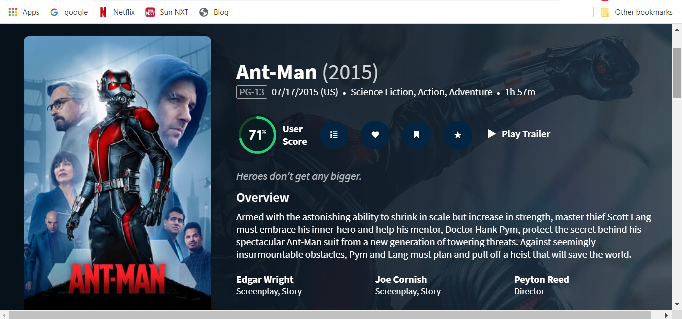 Apps google Netflix Sun NXT Blog Other bookmarks
Ant-Man (2015)
PG-13 07/17/2015 (US) • Science Fiction, Action, Adventure • 1h 57m
71% User
Score
Play Trailer
Heroes don't get any bigger.
Overview
Armed with the astonishing ability to shrink in scale but increase in strength, master thief Scott Lang
must embrace his inner hero and help his mentor, Doctor Hank Pym, protect the secret behind his
spectacular Ant-Man suit from a new generation of towering threats. Against seemingly
insurmountable obstacles, Pym and Lang must plan and pull off a heist that will save the world.
Edgar Wright Joe Cornish Peyton Reed
Screenplay, Story Screenplay, Story Director
ANT-MAN